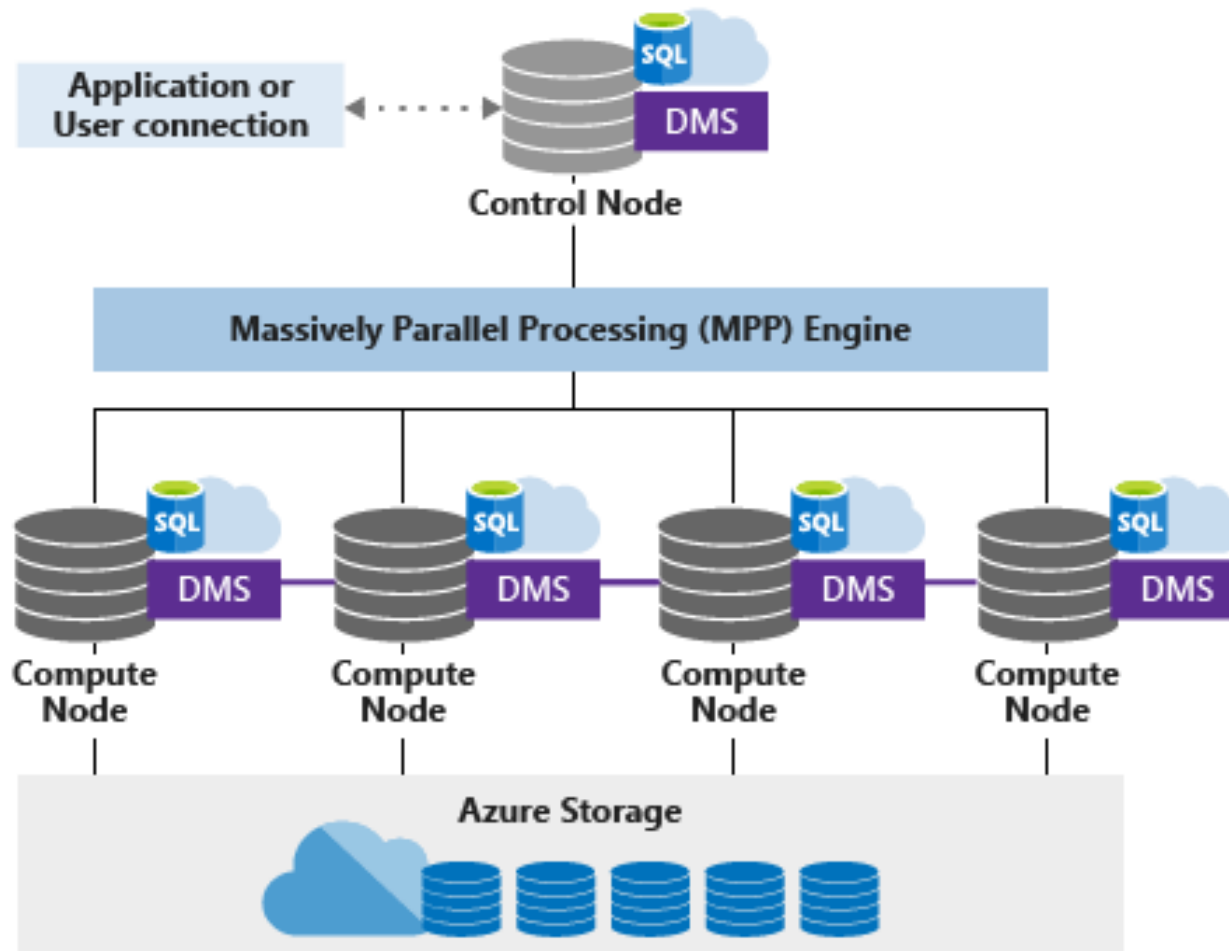 SQL
Application or
User connection
DMS
Control Node
Massively Parallel Processing (MPP) Engine
SQL
SQL
SQL
SQL
DMS
DMS
DMS
DMS
Compute
Node
Compute
Node
Compute
Node
Compute
Node
Azure Storage